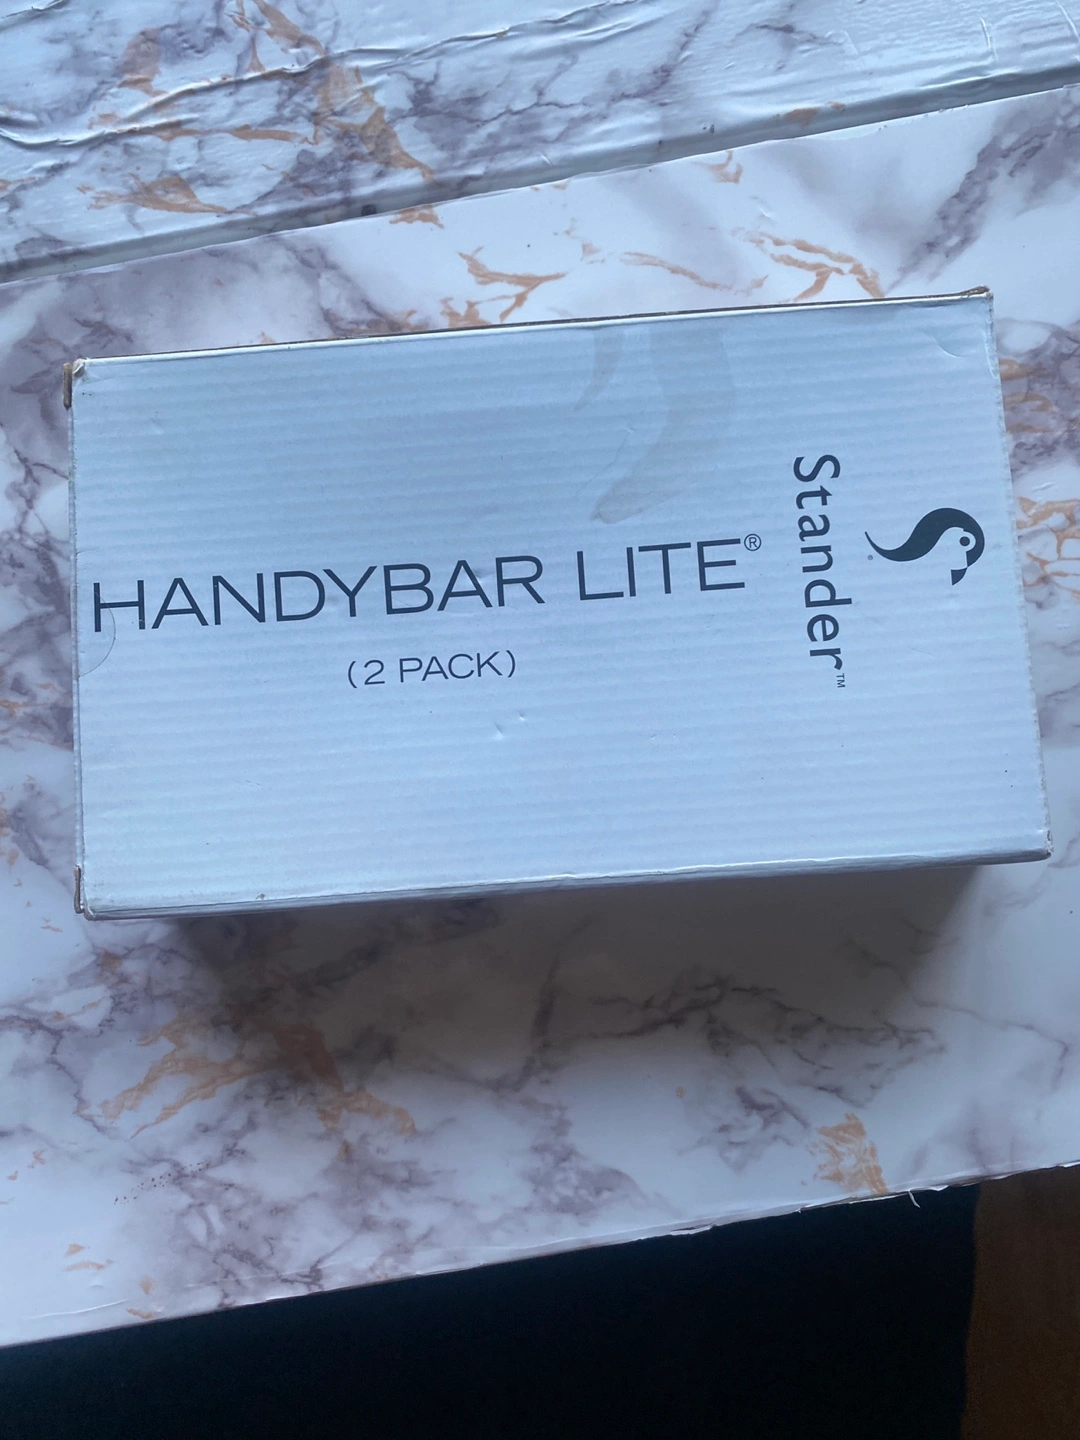 HANDYBAR LITE®
(2 PACK)
Stander™
®